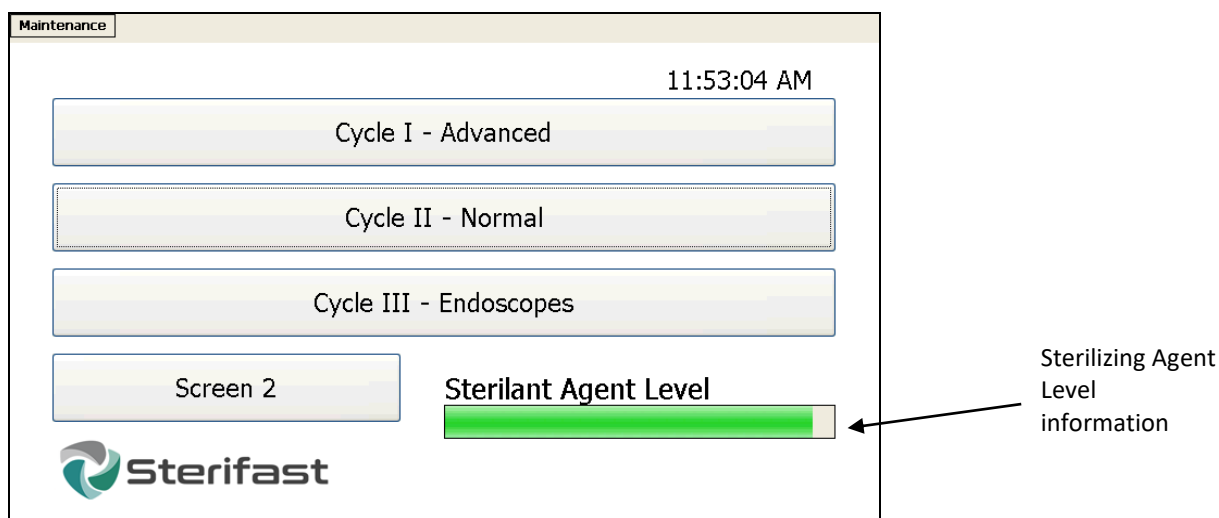 Maintenance
11:53:04 AM
Cycle I - Advanced
Cycle II - Normal
Cycle III - Endoscopes
Screen 2
Sterilant Agent Level
Sterifast
Sterilizing Agent
Level
information